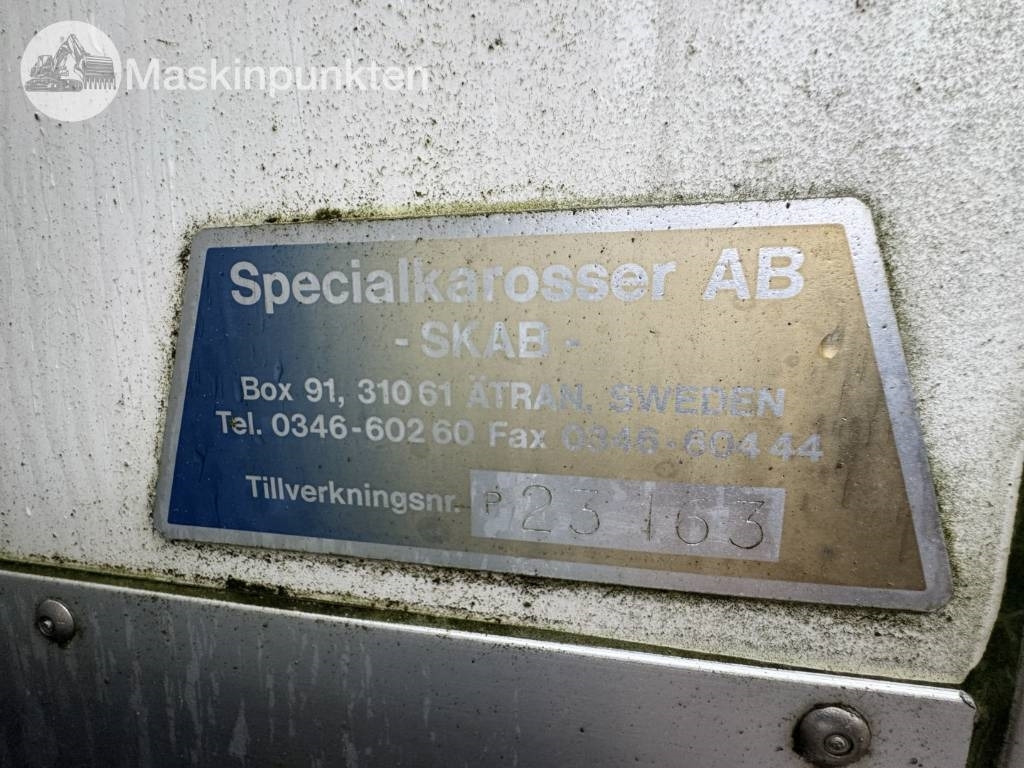 Maskinpunkten
Specialkarosser AB
- SKAB -
Box 91, 310 61 ÄTRAN, SWEDEN
Tel. 0346-602 60 Fax 0346-604 44
Tillverkningsnr. P 23163